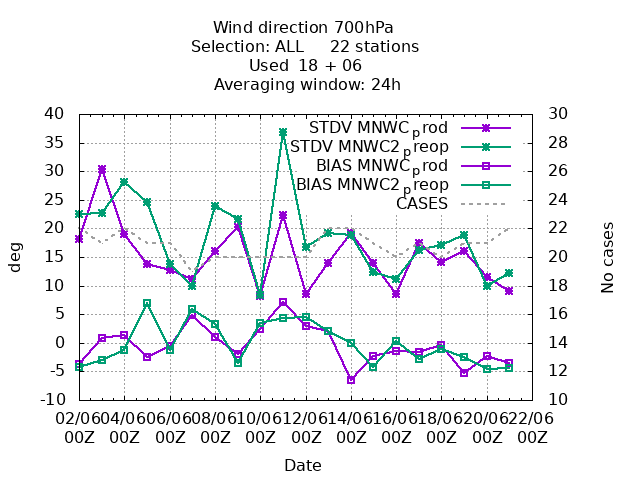 Wind direction 700hPa
Selection: ALL     22 stations
Used  18 + 06
Averaging window: 24h
40
35
30
25
20
15
10
5
0
-5
-10
30
28
26
24
22
20
18
16
14
12
10
STDV MNWCprod
STDV MNWC2preop
BIAS MNWCprod
BIAS MNWC2preop
CASES
deg
No cases
02/06 04/06 06/06 08/06 10/06 12/06 14/06 16/06 18/06 20/06 22/06
00Z 00Z 00Z 00Z 00Z 00Z 00Z 00Z 00Z 00Z 00Z
Date